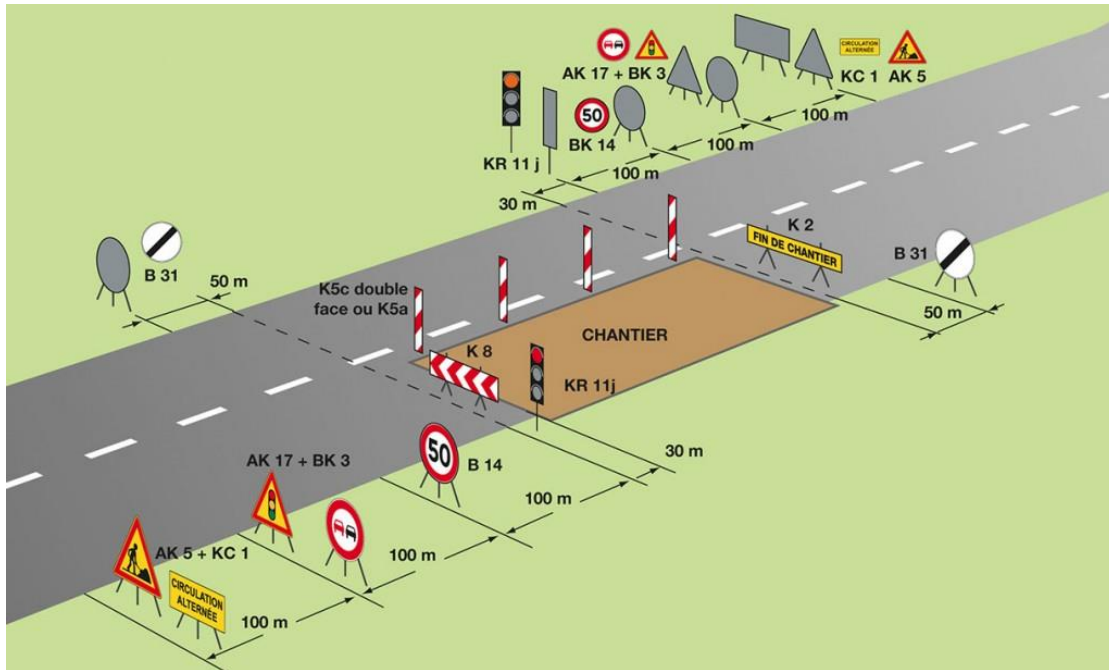 CIRCULATION
ALTERNÉE
AK 17 + BK 3
KC 1 AK 5
50
BK 14
KR 11 j
100 m
100 m
100 m
30 m
K 2
FIN DE CHANTIER
B 31
50 m
B 31
50 m
K5c double
face ou K5a
CHANTIER
K 8
KR 11j
30 m
50
B 14
100 m
AK 17 + BK 3
100 m
AK 5 + KC 1
CIRCULATION
ALTERNÉE
100 m